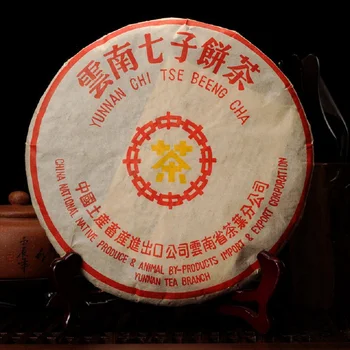 雲南七子餅茶
YUNNAN CHI TSE BEENG CHA
茶
中國土產畜產進出口公司雲南省茶葉分公司
CHINA NATIONAL NATIVE PRODUCE & ANIMAL BY-PRODUCTS IMPORT & EXPORT CORPORATION
YUNNAN TEA BRANCH